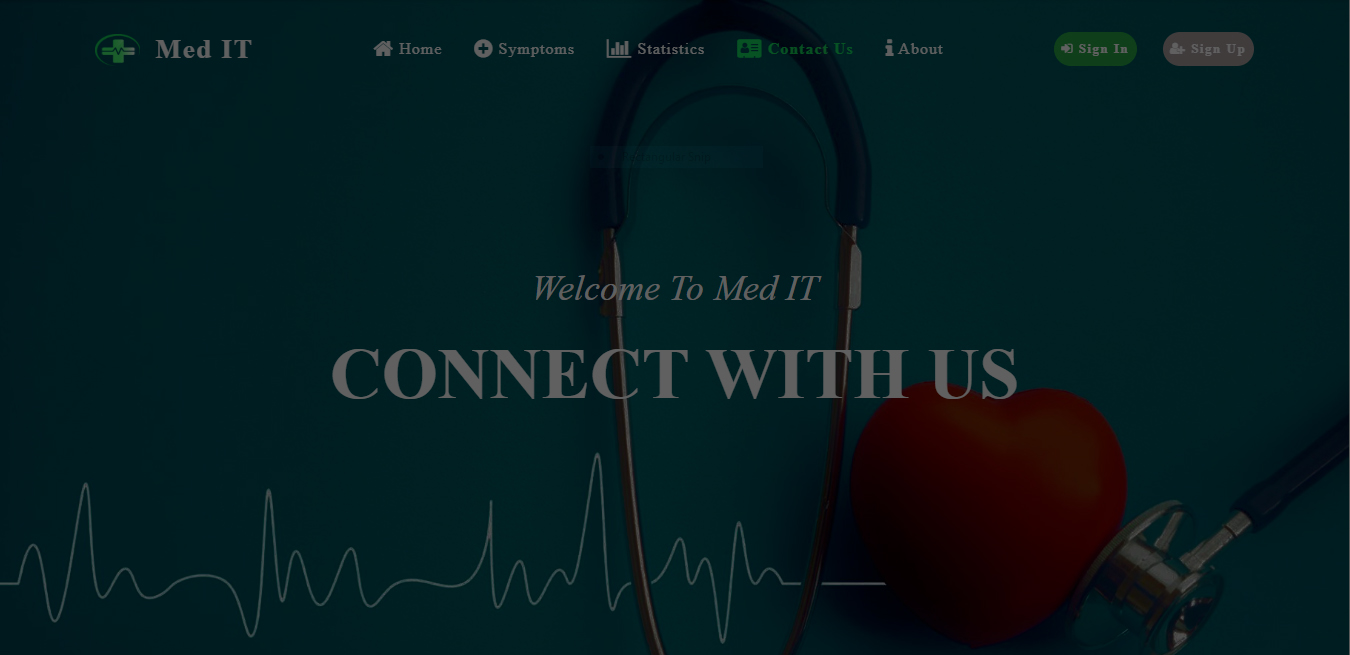 Med IT
Home Symptoms Statistics Contact Us About Sign In Sign Up
Welcome To Med IT
CONNECT WITH US